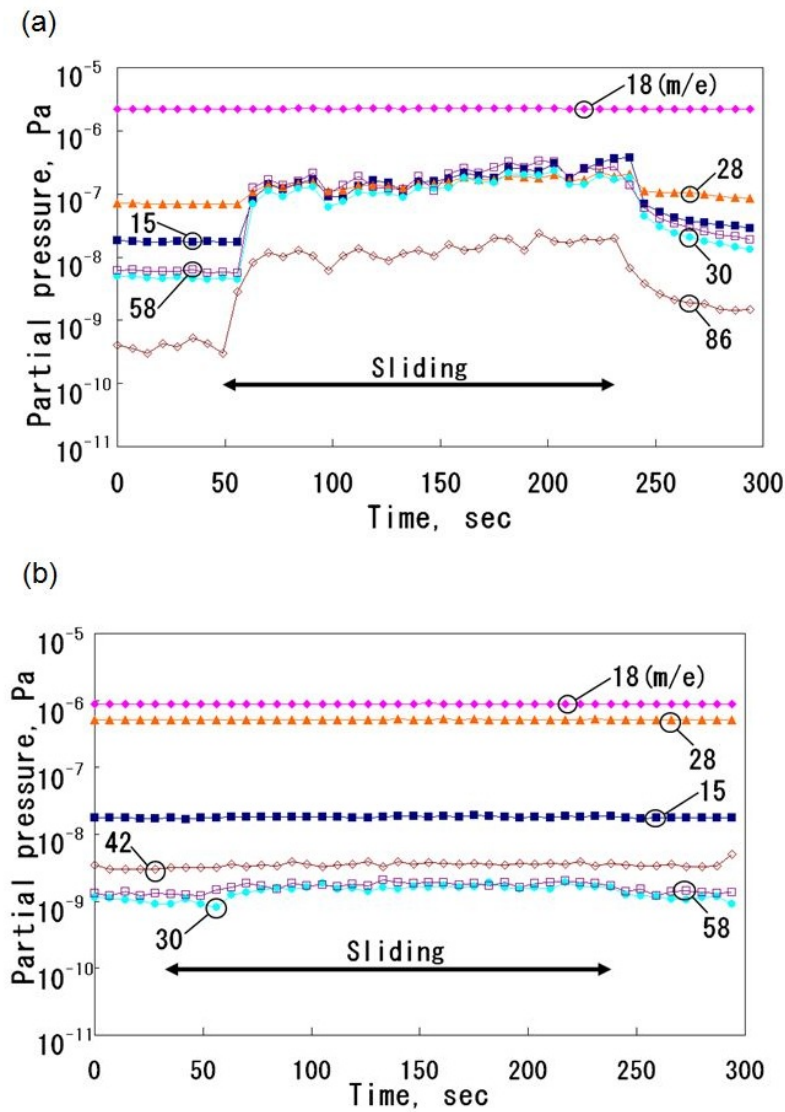 (a)
Partial pressure, Pa
10⁻⁵
10⁻⁶
10⁻⁷
10⁻⁸
10⁻⁹
10⁻¹⁰
10⁻¹¹
18(m/e)
28
15
30
58
86
Sliding
0 50 100 150 200 250 300
Time, sec
(b)
Partial pressure, Pa
10⁻⁵
10⁻⁶
10⁻⁷
10⁻⁸
10⁻⁹
10⁻¹⁰
10⁻¹¹
18(m/e)
28
15
42
30
58
Sliding
0 50 100 150 200 250 300
Time, sec